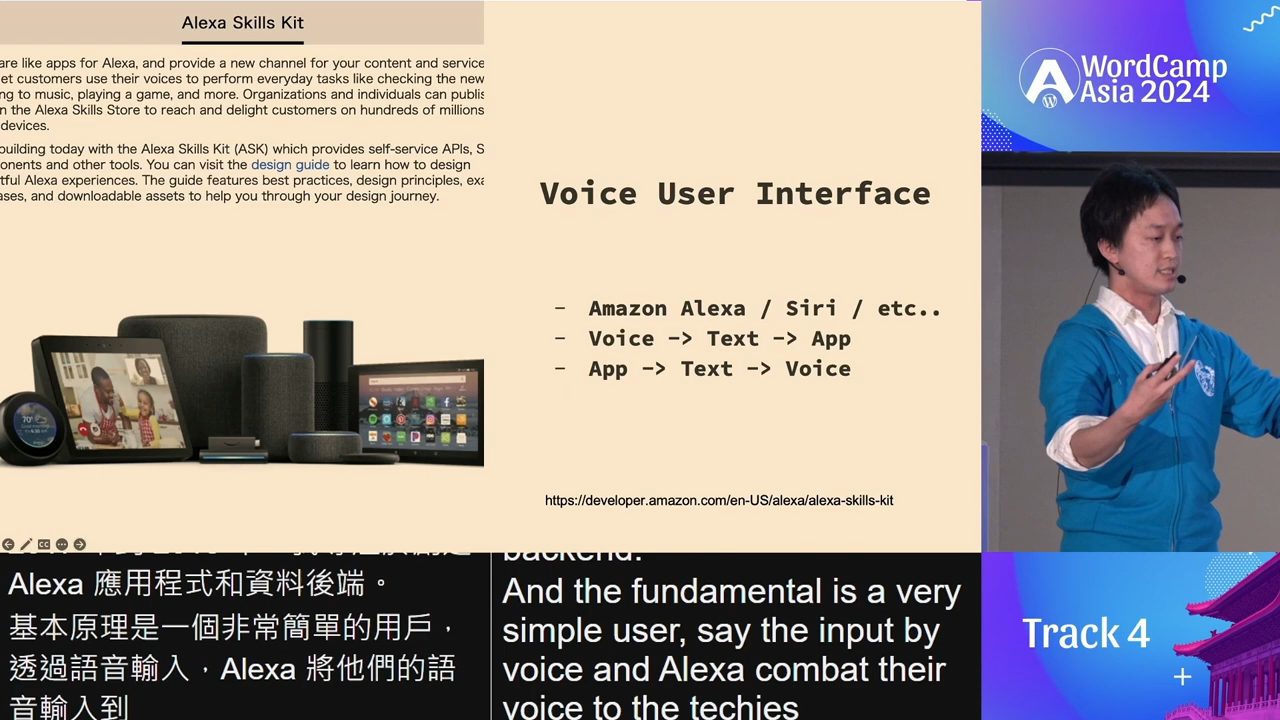 Alexa Skills Kit
are like apps for Alexa, and provide a new channel for your content and service
et customers use their voices to perform everyday tasks like checking the new
ng to music, playing a game, and more. Organizations and individuals can publis
n the Alexa Skills Store to reach and delight customers on hundreds of millions
devices.
building today with the Alexa Skills Kit (ASK) which provides self-service APIs, S
onents and other tools. You can visit the design guide to learn how to design
tful Alexa experiences. The guide features best practices, design principles, exa
ases, and downloadable assets to help you through your design journey.
Voice User Interface
- Amazon Alexa / Siri / etc..
- Voice -> Text -> App
- App -> Text -> Voice
https://developer.amazon.com/en-US/alexa/alexa-skills-kit
WordCamp
Asia 2024
Alexa 應用程式和資料後端。
基本原理是一個非常簡單的用戶，
透過語音輸入，Alexa 將他們的語
音輸入到
backend.
And the fundamental is a very
simple user, say the input by
voice and Alexa combat their
voice to the techies
Track 4